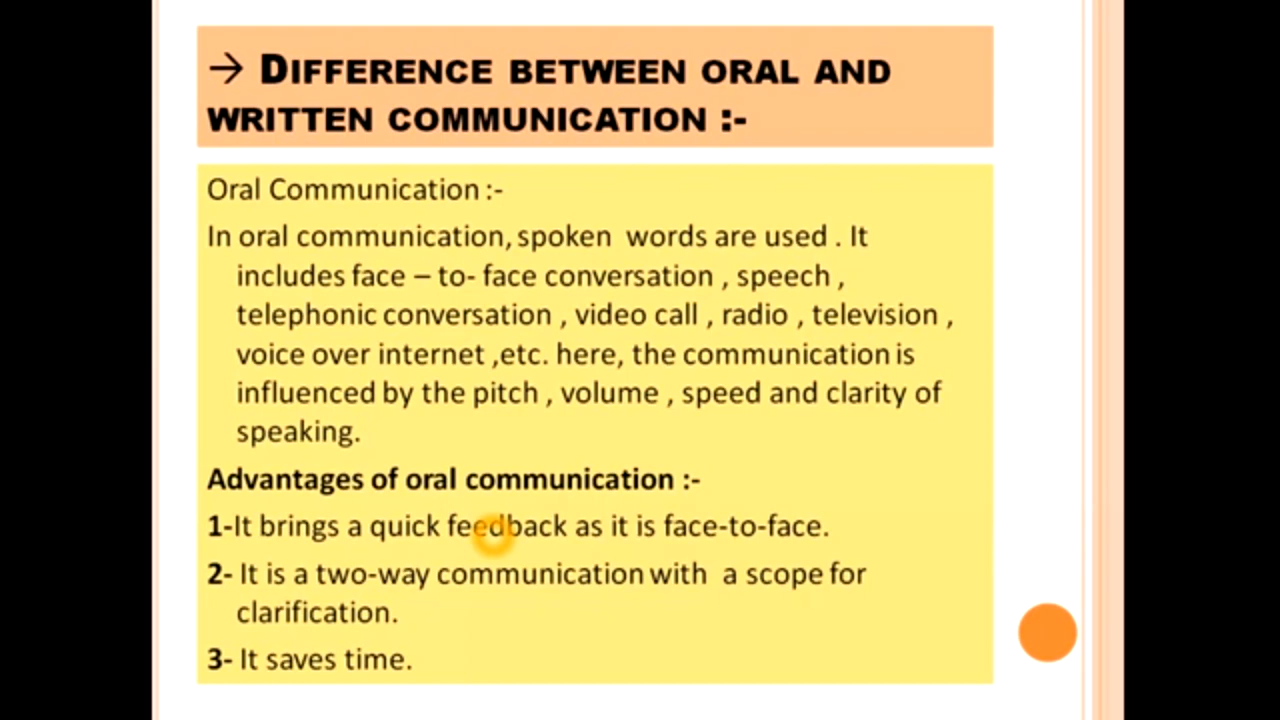 → DIFFERENCE BETWEEN ORAL AND
WRITTEN COMMUNICATION :-
Oral Communication :-
In oral communication, spoken words are used . It
includes face – to- face conversation , speech ,
telephonic conversation , video call , radio , television ,
voice over internet ,etc. here, the communication is
influenced by the pitch , volume , speed and clarity of
speaking.
Advantages of oral communication :-
1-It brings a quick feedback as it is face-to-face.
2- It is a two-way communication with a scope for
clarification.
3- It saves time.